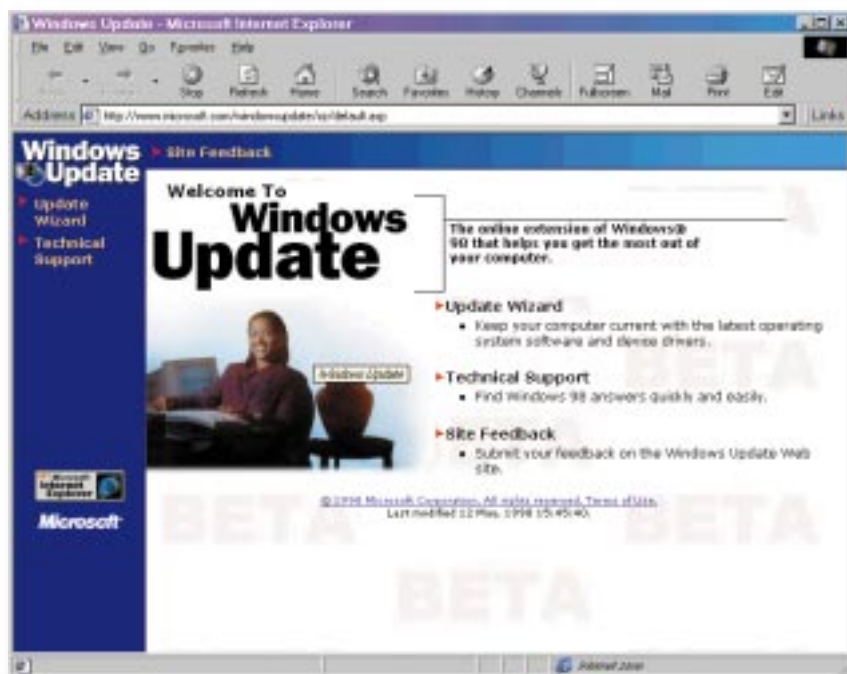 Windows Update - Microsoft Internet Explorer
File Edit View Go Favorites Help
Stop Refresh Home Search Favorites History Channels Fullscreen Mail Print Edit
Address http://www.microsoft.com/windowsupdate/ Links
Windows
Update
Site Feedback
Update
Wizard
Technical
Support
Welcome To
Windows
Update
The online extension of Windows®
98 that helps you get the most out of
your computer.
Update Wizard
• Keep your computer current with the latest operating
system software and device drivers.
Technical Support
• Find Windows 98 answers quickly and easily.
Site Feedback
• Submit your feedback on the Windows Update Web
site.
Windows Update
Microsoft
Internet
Explorer
Microsoft
©1998 Microsoft Corporation. All rights reserved. Terms of Use.
Last modified 12 May, 1998 15:45:40.
BETA
BETA
BETA
BETA
BETA
Internet zone